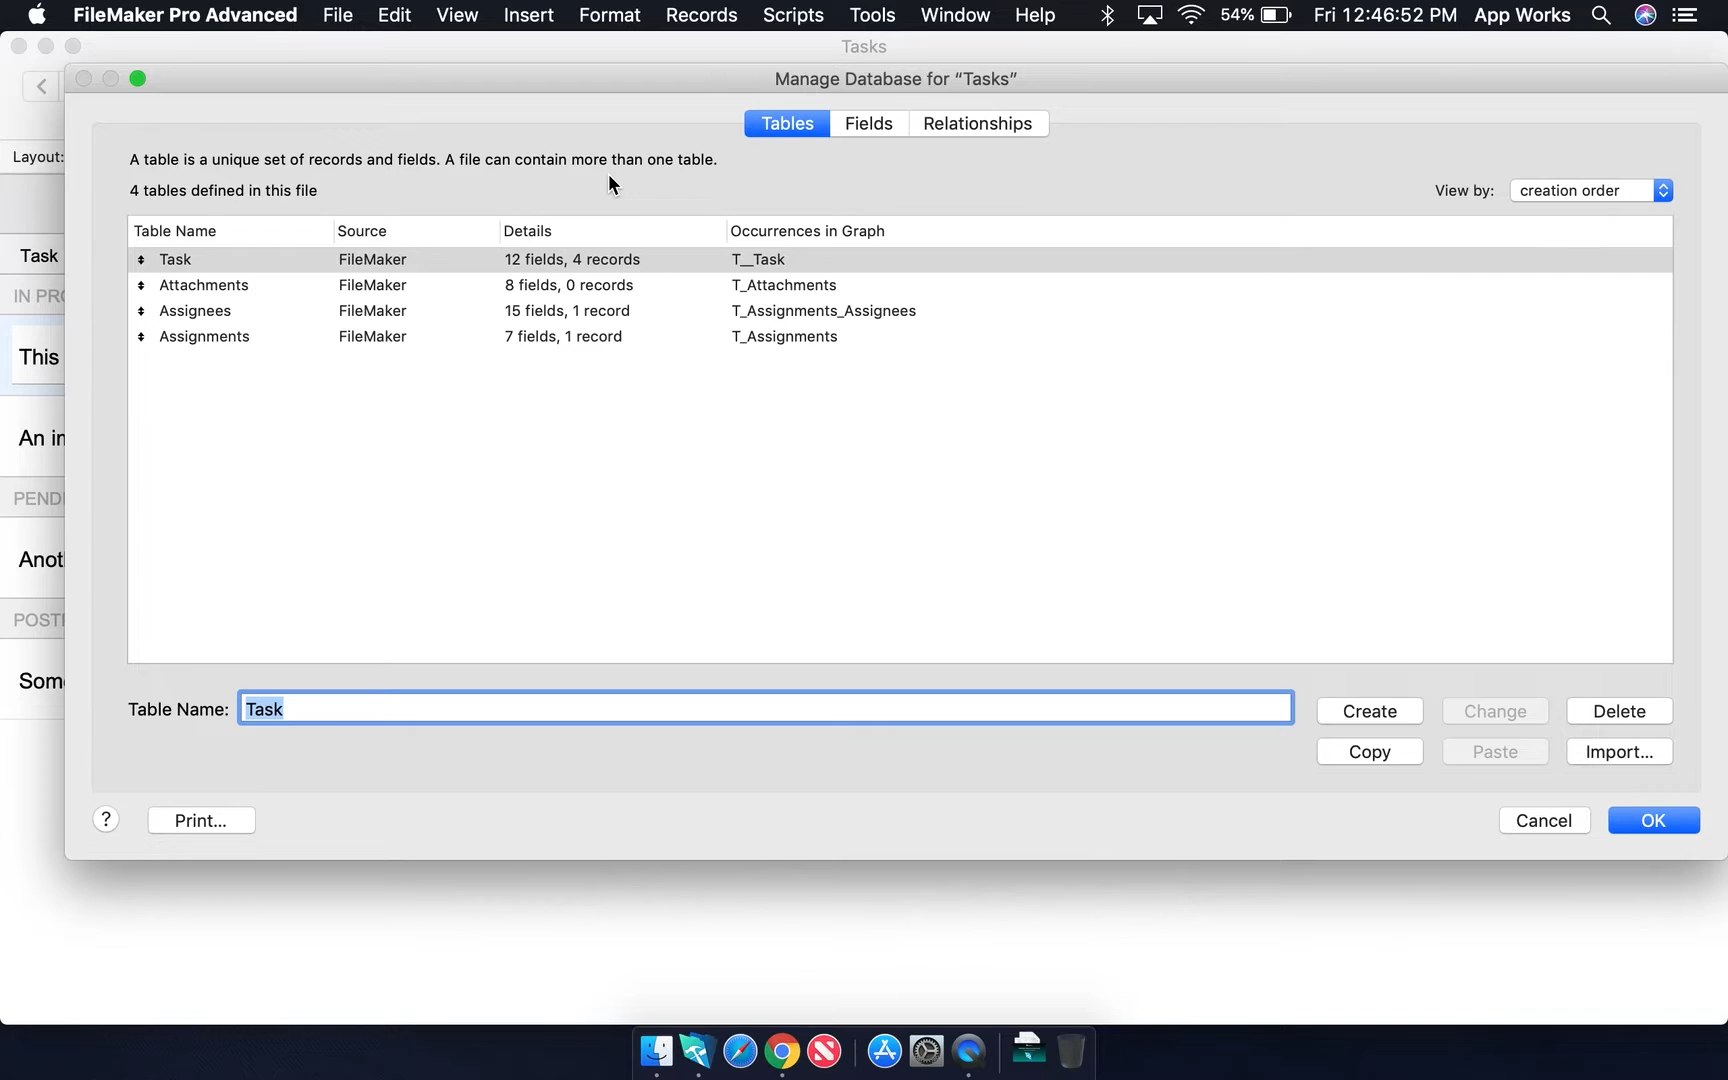 FileMaker Pro Advanced File Edit View Insert Format Records Scripts Tools Window Help 54% Fri 12:46:52 PM App Works
Tasks
Manage Database for “Tasks”
Tables Fields Relationships
Layout:
A table is a unique set of records and fields. A file can contain more than one table.
4 tables defined in this file
View by: creation order
Table Name Source Details Occurrences in Graph
Task
Task FileMaker 12 fields, 4 records T__Task
Attachments FileMaker 8 fields, 0 records T_Attachments
IN PRO
Assignees FileMaker 15 fields, 1 record T_Assignments_Assignees
Assignments FileMaker 7 fields, 1 record T_Assignments
This
An in
PEND
Anot
POST
Som
Table Name: Task
Create Change Delete
Copy Paste Import...
? Print... Cancel OK